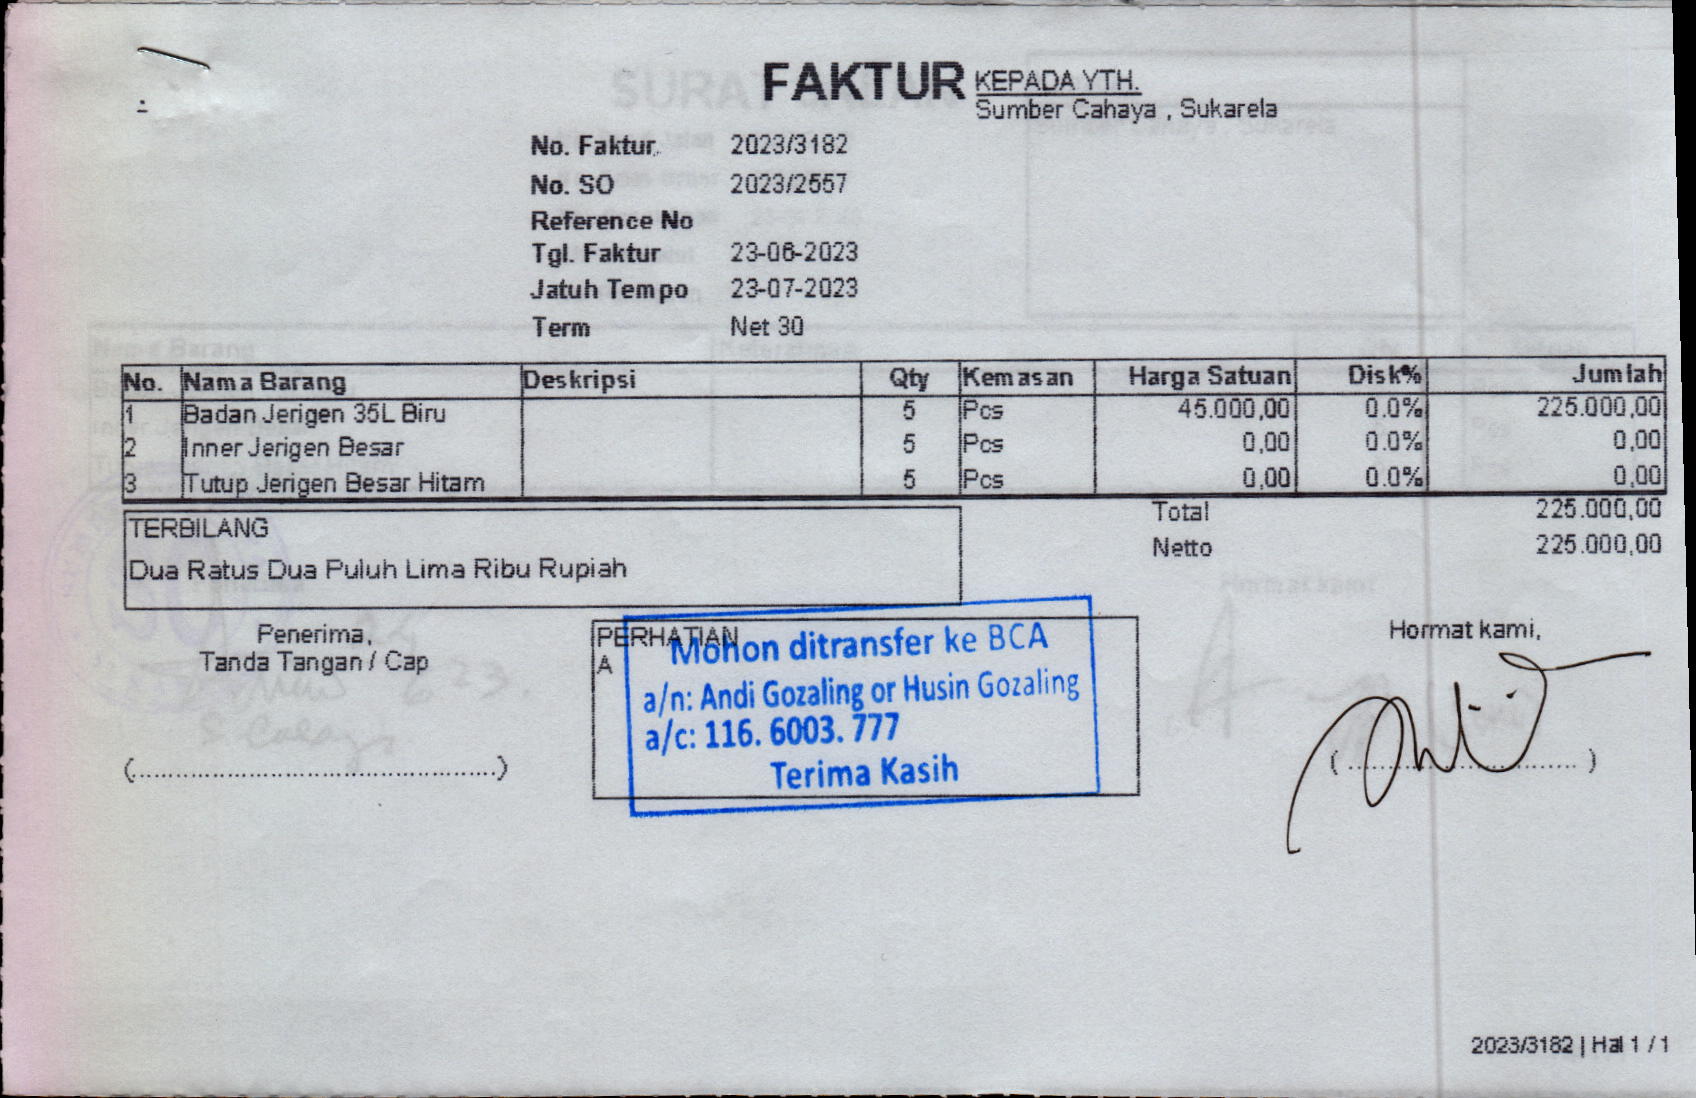 FAKTUR
KEPADA YTH.
Sumber Cahaya , Sukarela
No. Faktur. 2023/3182
No. SO 2023/2557
Reference No
Tgl. Faktur 23-06-2023
Jatuh Tempo 23-07-2023
Term Net 30
No. Nama Barang Deskripsi Qty Kemasan Harga Satuan Disk% Jumlah
1 Badan Jerigen 35L Biru 5 Pcs 45.000,00 0.0% 225.000,00
2 Inner Jerigen Besar 5 Pcs 0,00 0.0% 0,00
3 Tutup Jerigen Besar Hitam 5 Pcs 0,00 0.0% 0,00
Total 225.000,00
Netto 225.000,00
TERBILANG
Dua Ratus Dua Puluh Lima Ribu Rupiah
Penerima,
Tanda Tangan / Cap
(..............................................)
PERHATIAN
A
Mohon ditransfer ke BCA
a/n: Andi Gozaling or Husin Gozaling
a/c: 116. 6003. 777
Terima Kasih
Hormat kami,
(..............................)
2023/3182 | Hal 1 / 1